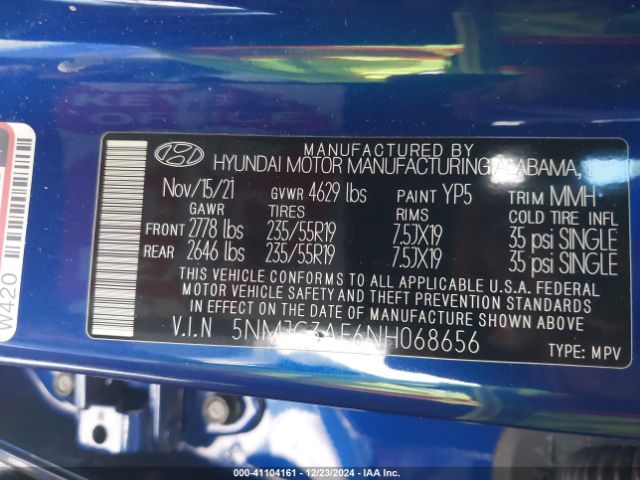 MANUFACTURED BY
HYUNDAI MOTOR MANUFACTURING ALABAMA,
Nov/15/21 GVWR 4629 lbs PAINT YP5 TRIM MMH
GAWR TIRES RIMS COLD TIRE INFL
FRONT 2778 lbs 235/55R19 7.5JX19 35 psi SINGLE
REAR 2646 lbs 235/55R19 7.5JX19 35 psi SINGLE
THIS VEHICLE CONFORMS TO ALL APPLICABLE U.S.A. FEDERAL
MOTOR VEHICLE SAFETY AND THEFT PREVENTION STANDARDS
IN EFFECT ON THE DATE OF MANUFACTURE SHOWN ABOVE.
V.I.N 5NMJC3AE6NH068656
TYPE: MPV
W420
000-41104161 - 12/23/2024 - IAA Inc.